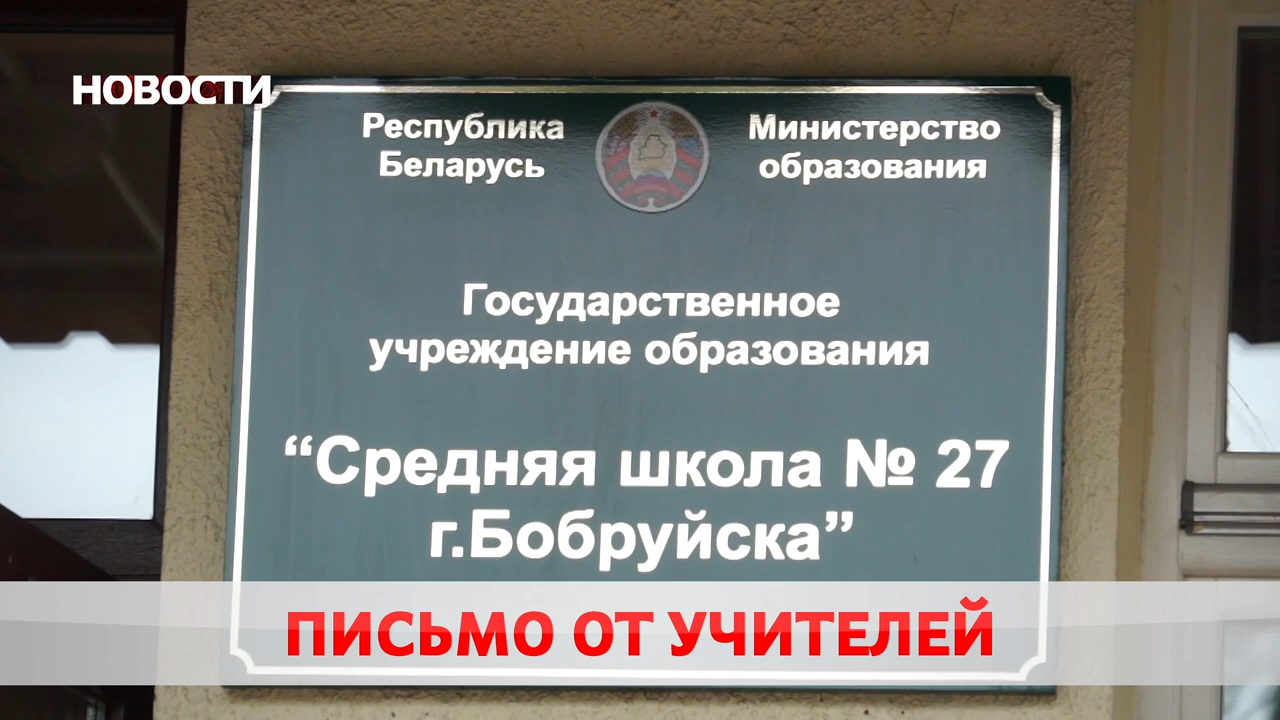 НОВОСТИ
Республика
Беларусь
Министерство
образования
Государственное
учреждение образования
“Средняя школа № 27
г.Бобруйска”
ПИСЬМО ОТ УЧИТЕЛЕЙ